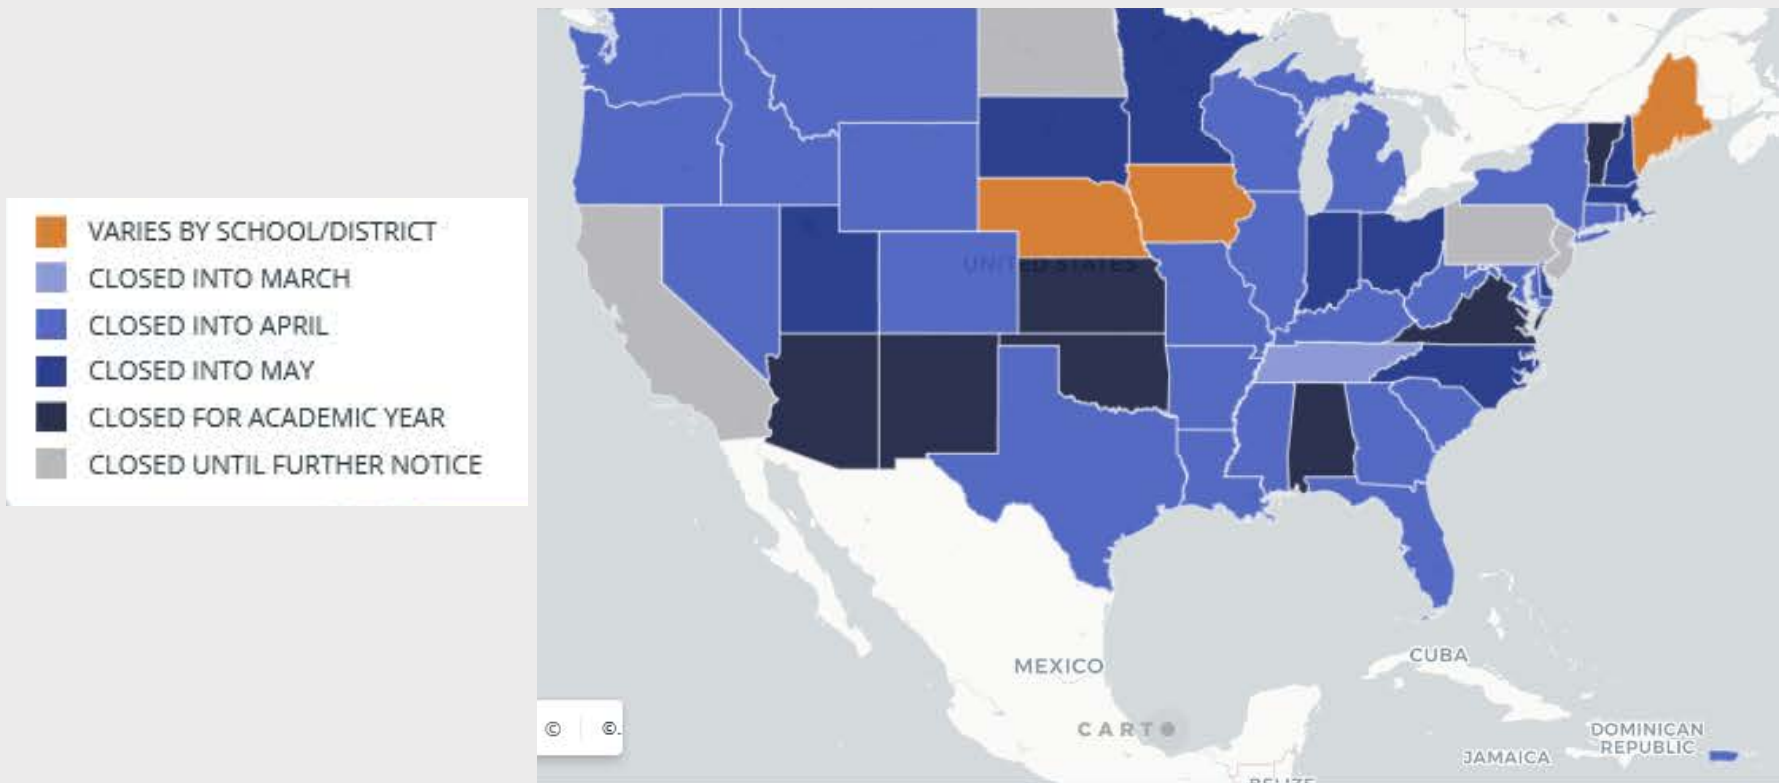 VARIES BY SCHOOL/DISTRICT
CLOSED INTO MARCH
CLOSED INTO APRIL
CLOSED INTO MAY
CLOSED FOR ACADEMIC YEAR
CLOSED UNTIL FURTHER NOTICE
UNITED STATES
MEXICO
CUBA
CARTO
DOMINICAN
REPUBLIC
JAMAICA
BELIZE
© ©.